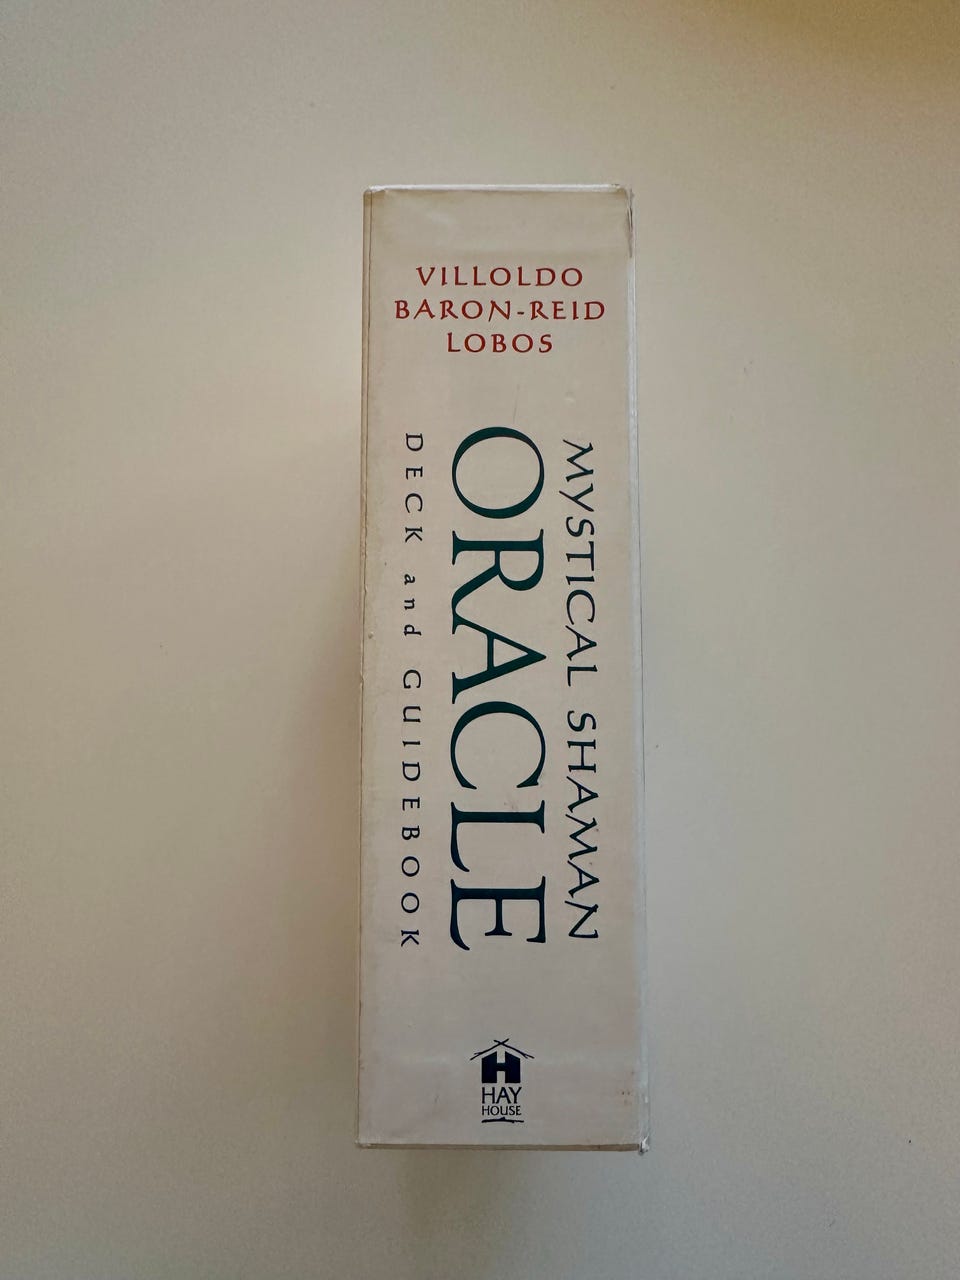 VILLOLDO
BARON-REID
LOBOS
MYSTICAL SHAMAN
ORACLE
DECK and GUIDEBOOK
H
HAY
HOUSE